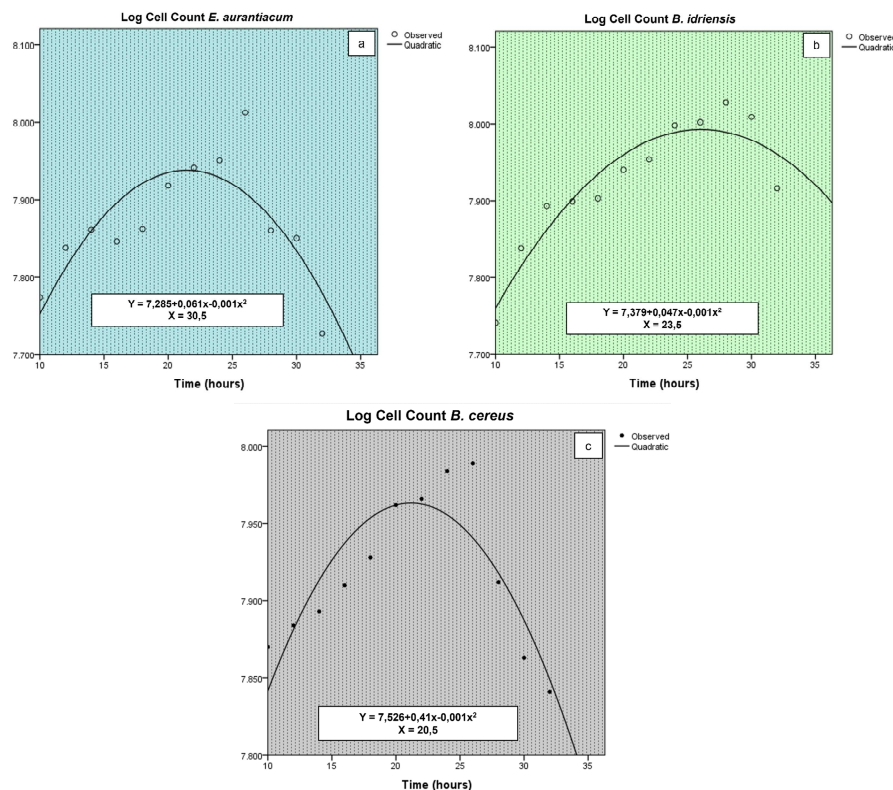 Log Cell Count E. aurantiacum
a
Observed
Quadratic
8.100
8.000
7.900
7.800
7.700
Y = 7,285+0,061x-0,001x²
X = 30,5
10 15 20 25 30 35
Time (hours)
Log Cell Count B. idriensis
b
Observed
Quadratic
8.100
8.000
7.900
7.800
7.700
Y = 7,379+0,047x-0,001x²
X = 23,5
10 15 20 25 30 35
Time (hours)
Log Cell Count B. cereus
c
Observed
Quadratic
8.000
7.950
7.900
7.850
7.800
Y = 7,526+0,41x-0,001x²
X = 20,5
10 15 20 25 30 35
Time (hours)